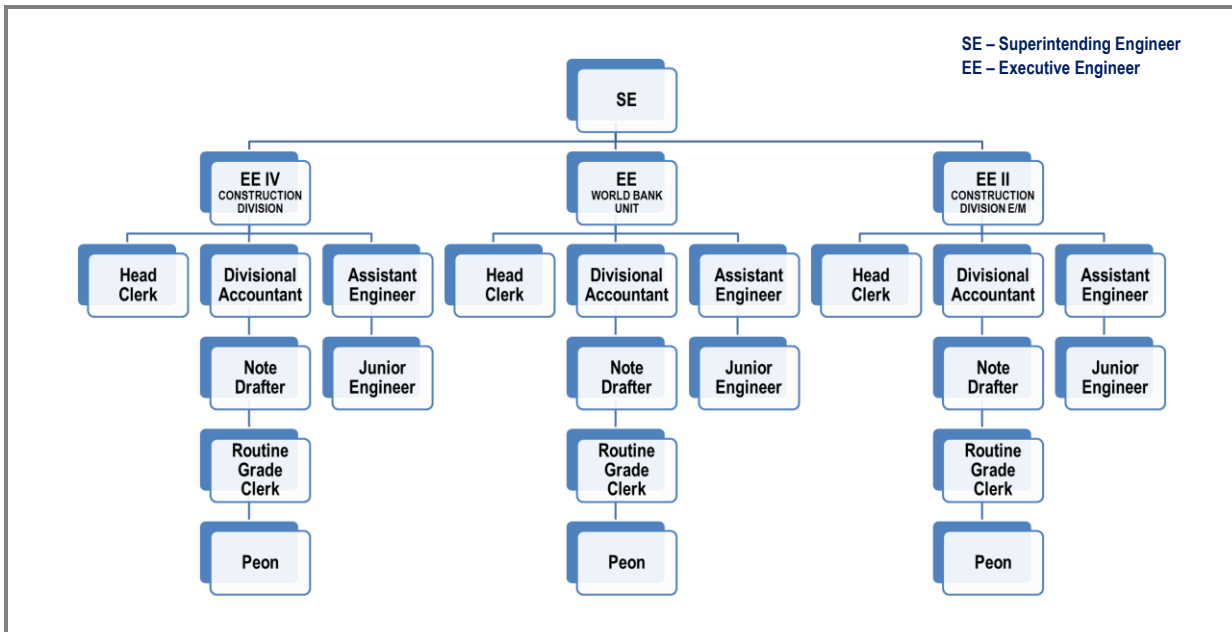 SE – Superintending Engineer
EE – Executive Engineer
SE
EE IV
CONSTRUCTION
DIVISION
EE
WORLD BANK
UNIT
EE II
CONSTRUCTION
DIVISION E/M
Head
Clerk
Divisional
Accountant
Assistant
Engineer
Head
Clerk
Divisional
Accountant
Assistant
Engineer
Head
Clerk
Divisional
Accountant
Assistant
Engineer
Note
Drafter
Junior
Engineer
Note
Drafter
Junior
Engineer
Note
Drafter
Junior
Engineer
Routine
Grade
Clerk
Routine
Grade
Clerk
Routine
Grade
Clerk
Peon
Peon
Peon